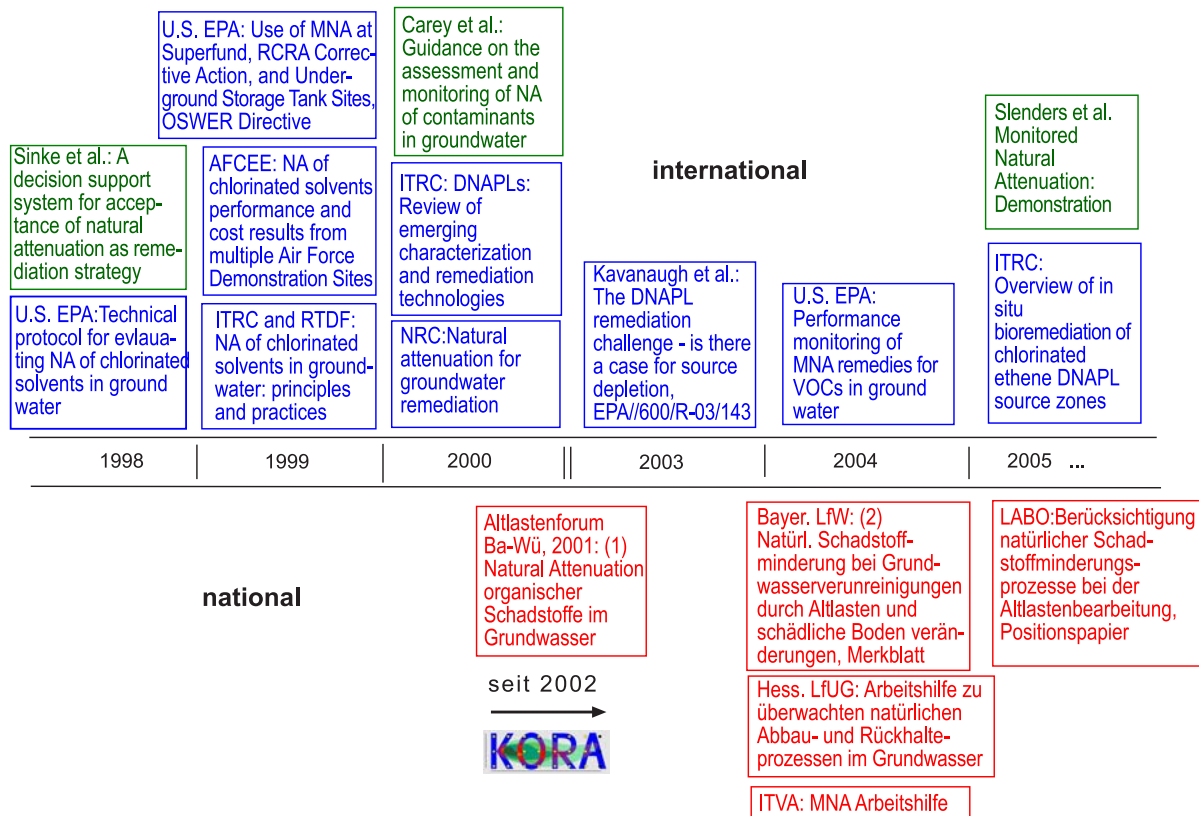 U.S. EPA: Use of MNA at
Superfund, RCRA Correc-
tive Action, and Under-
ground Storage Tank Sites,
OSWER Directive
Carey et al.:
Guidance on the
assessment and
monitoring of NA
of contaminants
in groundwater
Slenders et al.
Monitored
Natural
Attenuation:
Demonstration
international
Sinke et al.: A
decision support
system for accep-
tance of natural
attenuation as reme-
diation strategy
AFCEE: NA of
chlorinated solvents
performance and
cost results from
multiple Air Force
Demonstration Sites
ITRC: DNAPLs:
Review of
emerging
characterization
and remediation
technologies
U.S. EPA:Technical
protocol for evlaua-
ting NA of chlorinated
solvents in ground
water
ITRC and RTDF:
NA of chlorinated
solvents in ground-
water: principles
and practices
NRC:Natural
attenuation for
groundwater
remediation
Kavanaugh et al.:
The DNAPL
remediation
challenge - is there
a case for source
depletion,
EPA//600/R-03/143
U.S. EPA:
Performance
monitoring of
MNA remedies for
VOCs in ground
water
ITRC:
Overview of in
situ
bioremediation of
chlorinated
ethene DNAPL
source zones
1998
1999
2000
2003
2004
2005 ...
national
Altlastenforum
Ba-Wü, 2001: (1)
Natural Attenuation
organischer
Schadstoffe im
Grundwasser
seit 2002
KORA
Bayer. LfW: (2)
Natürl. Schadstoff-
minderung bei Grund-
wasserverunreinigungen
durch Altlasten und
schädliche Boden verän-
derungen, Merkblatt
Hess. LfUG: Arbeitshilfe zu
überwachten natürlichen
Abbau- und Rückhalte-
prozessen im Grundwasser
ITVA: MNA Arbeitshilfe
LABO:Berücksichtigung
natürlicher Schad-
stoffminderungs-
prozesse bei der
Altlastenbearbeitung,
Positionspapier